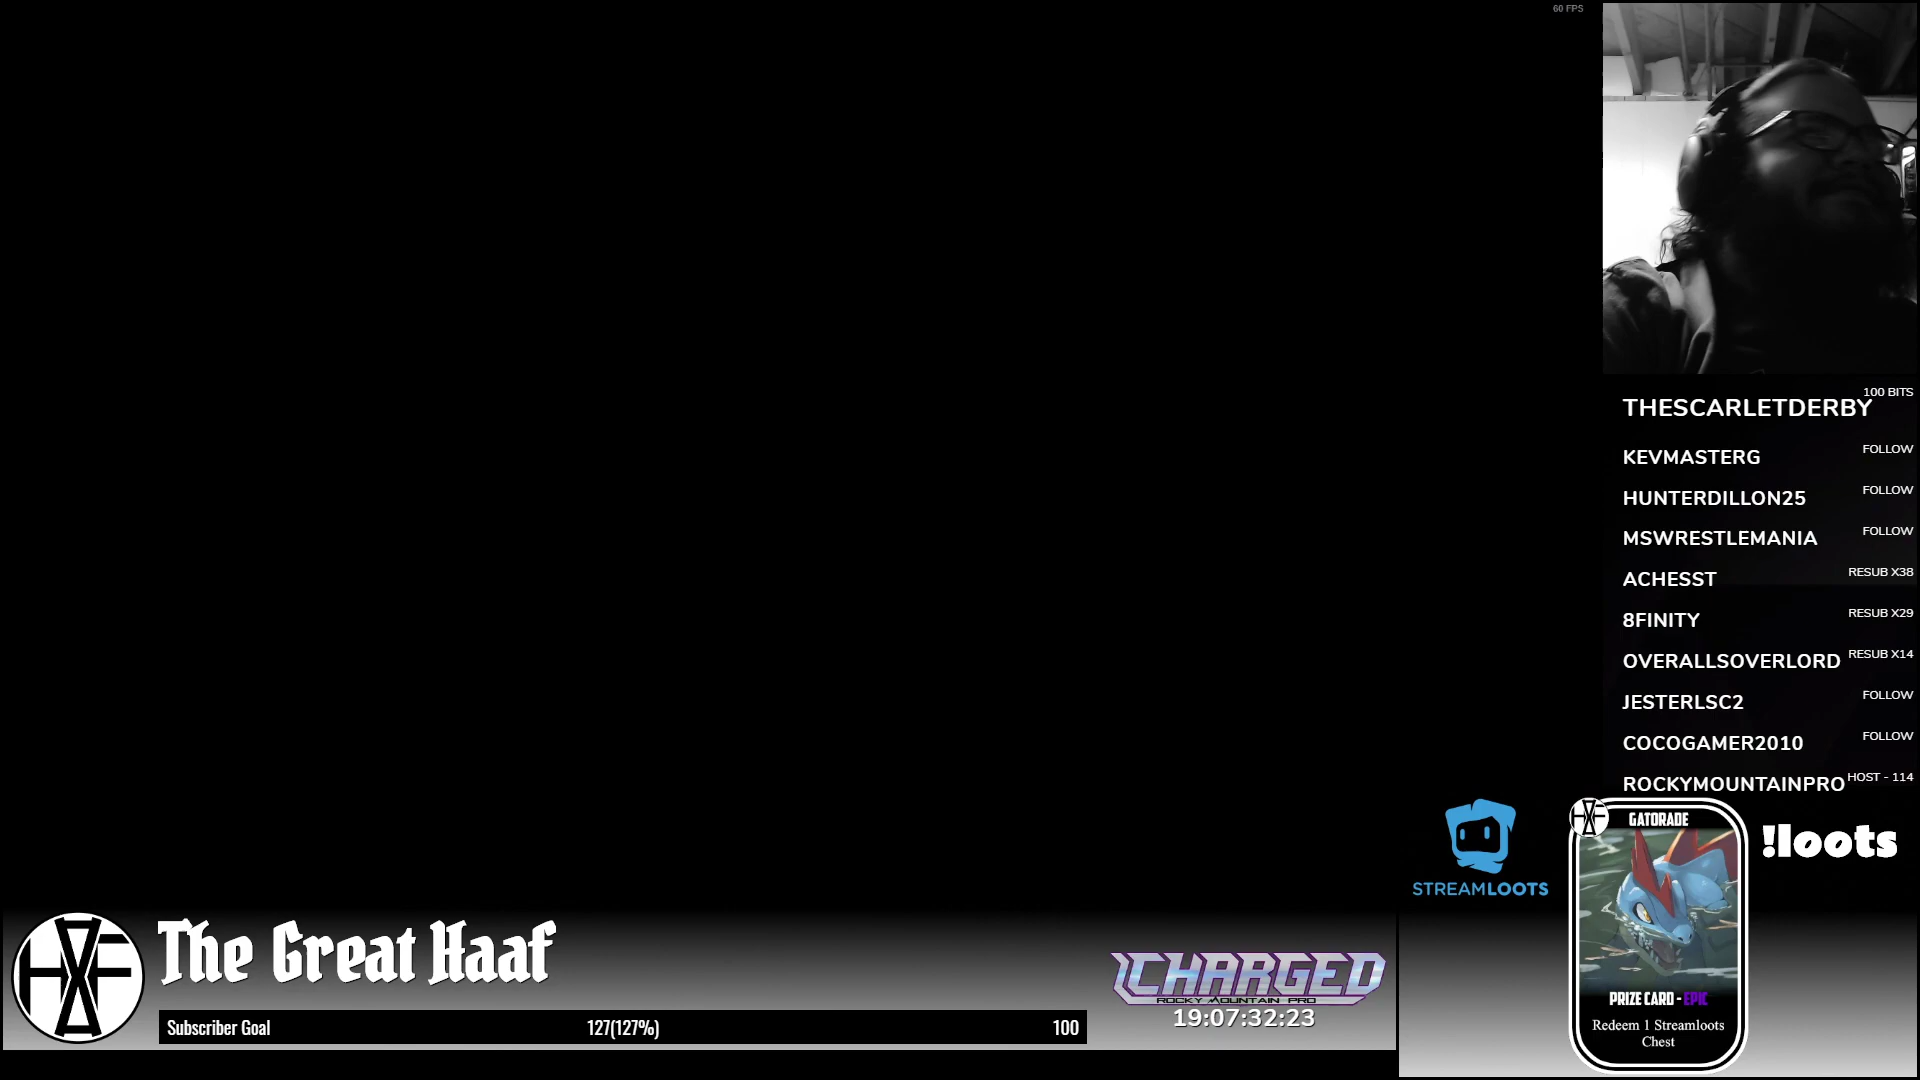 60 FPS
100 BITS
THESCARLETDERBY
KEVMASTERG FOLLOW
HUNTERDILLON25 FOLLOW
MSWRESTLEMANIA FOLLOW
ACHESST RESUB X38
8FINITY RESUB X29
OVERALLSOVERLORD RESUB X14
JESTERLSC2 FOLLOW
COCOGAMER2010 FOLLOW
ROCKYMOUNTAINPRO HOST - 114
STREAMLOOTS
GATORADE
!loots
PRIZE CARD - EPIC
Redeem 1 Streamloots
Chest
HXF
The Great Haaf
Subscriber Goal 127(127%) 100
CHARGED
ROCKY MOUNTAIN PRO
19:07:32:23